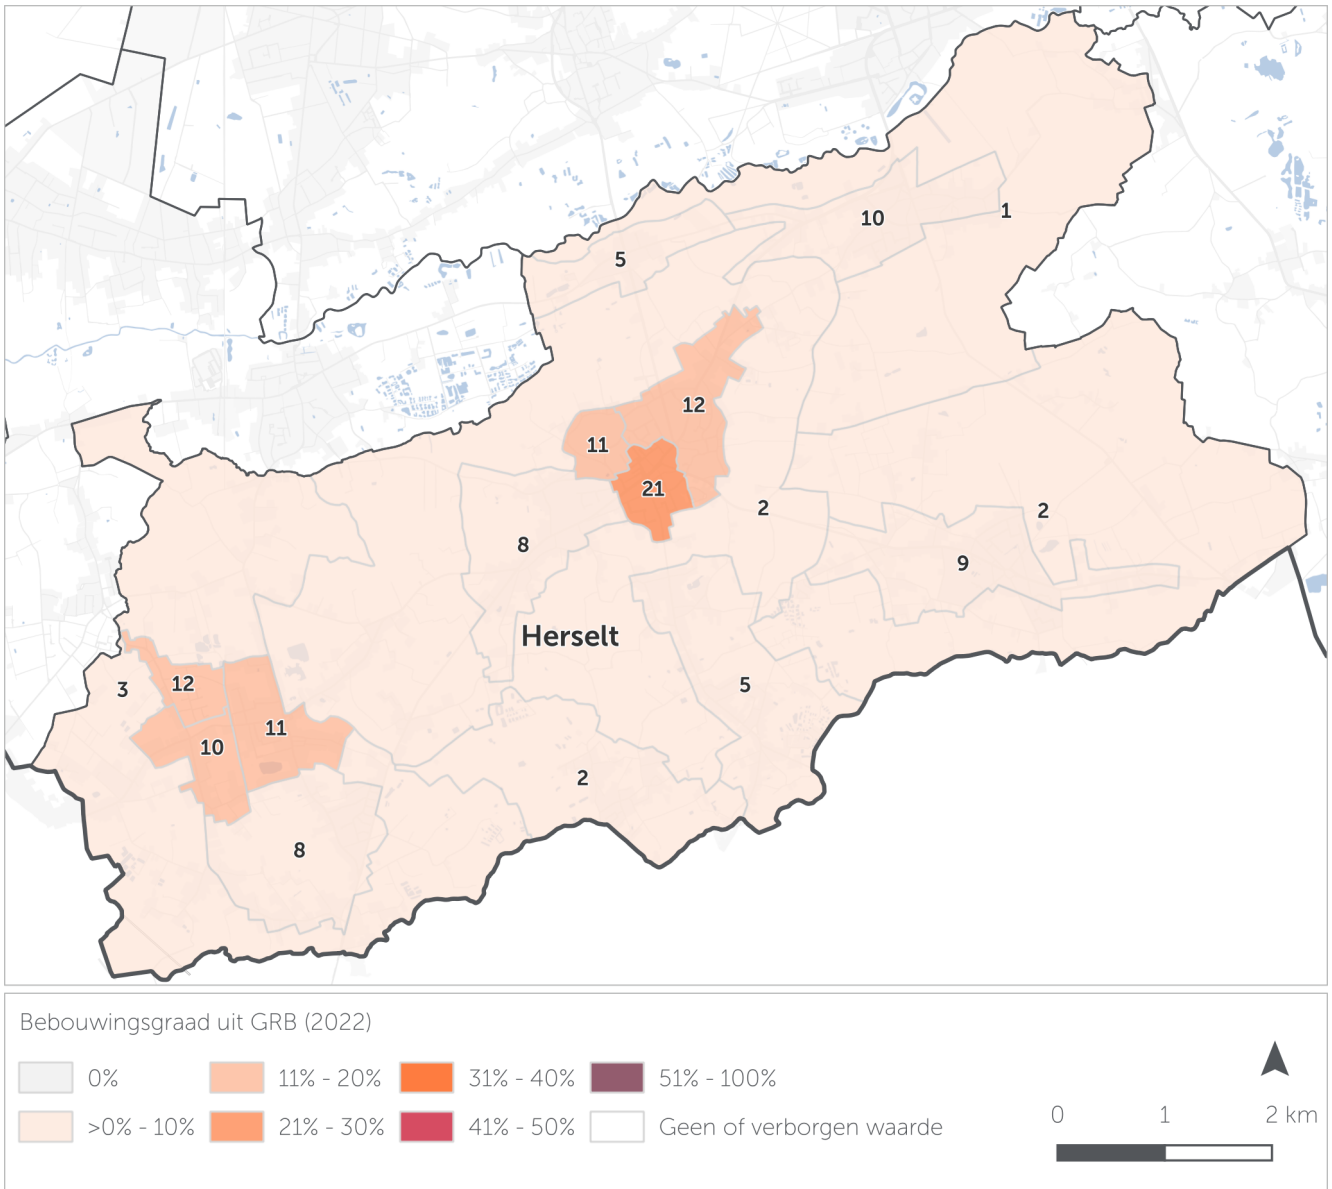 10
1
5
12
11
21
2
2
8
9
Herselt
3
12
5
11
10
2
8
Bebouwingsgraad uit GRB (2022)
0%
11% - 20%
31% - 40%
51% - 100%
>0% - 10%
21% - 30%
41% - 50%
Geen of verborgen waarde
0
1
2 km